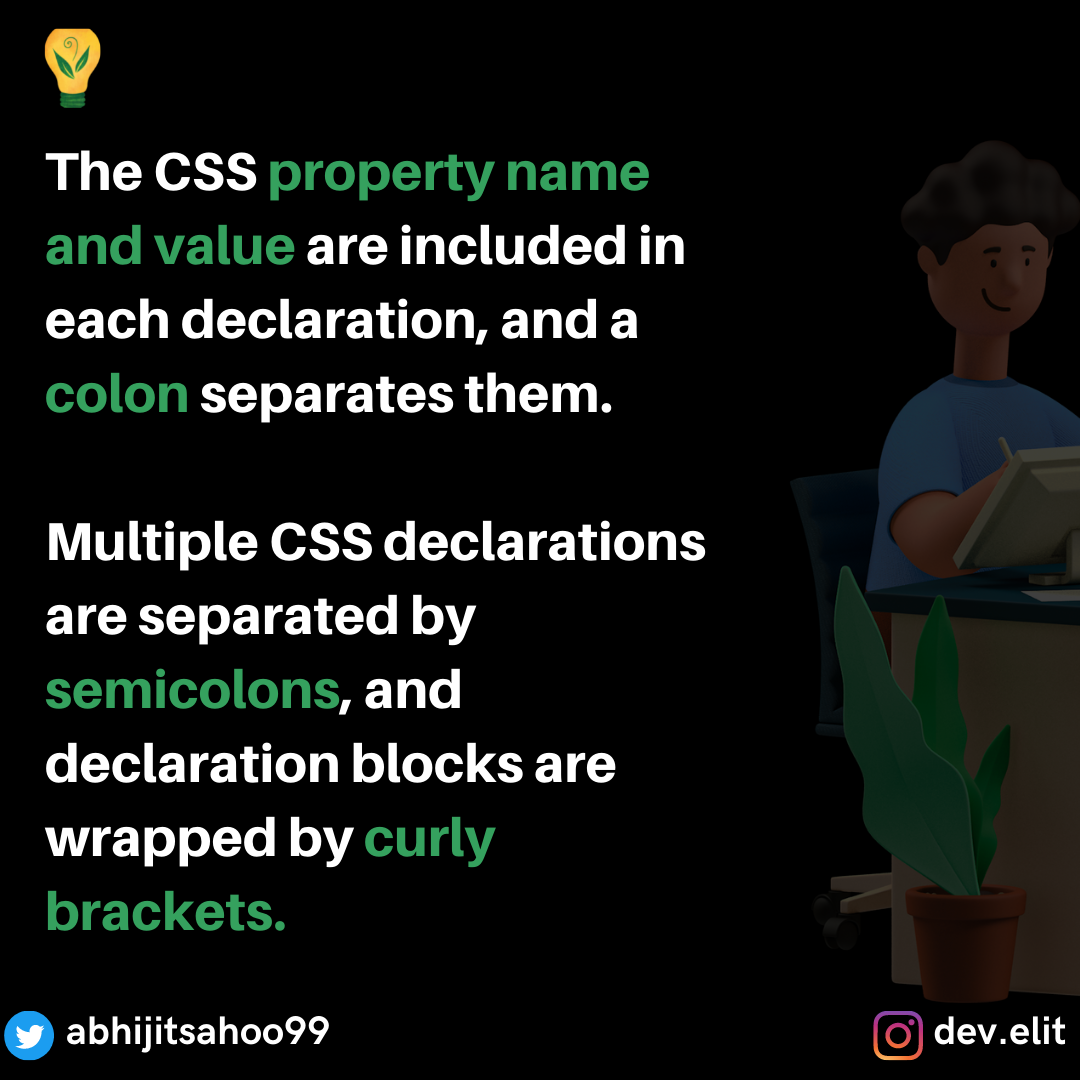 The CSS property name
and value are included in
each declaration, and a
colon separates them.
Multiple CSS declarations
are separated by
semicolons, and
declaration blocks are
wrapped by curly
brackets.
abhijitsahoo99
dev.elit